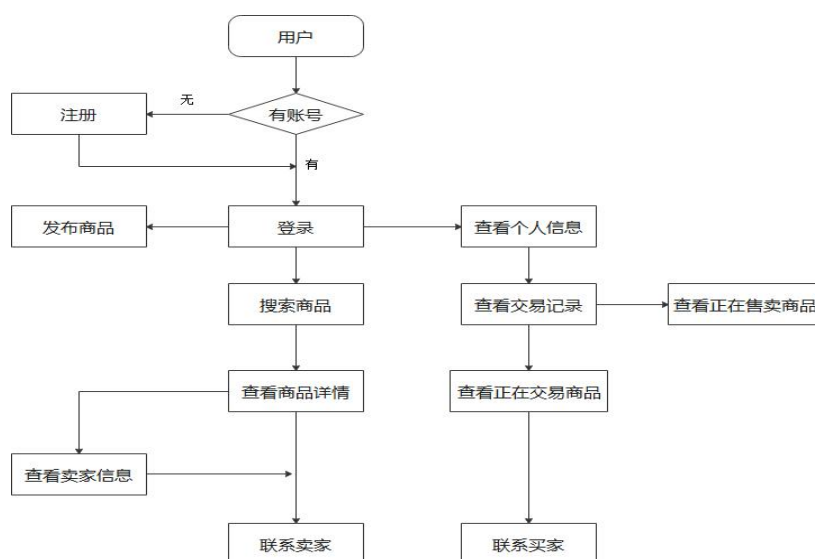 用户
无
注册
有账号
有
发布商品
登录
查看个人信息
搜索商品
查看交易记录
查看正在售卖商品
查看商品详情
查看正在交易商品
查看卖家信息
联系卖家
联系买家